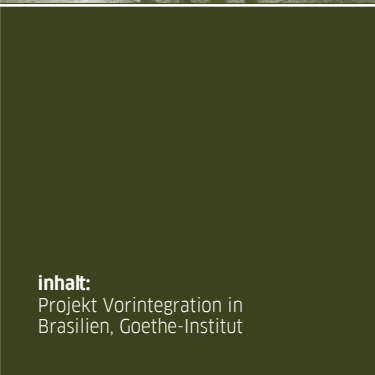 inhalt:
Projekt Vorintegration in
Brasilien, Goethe-Institut